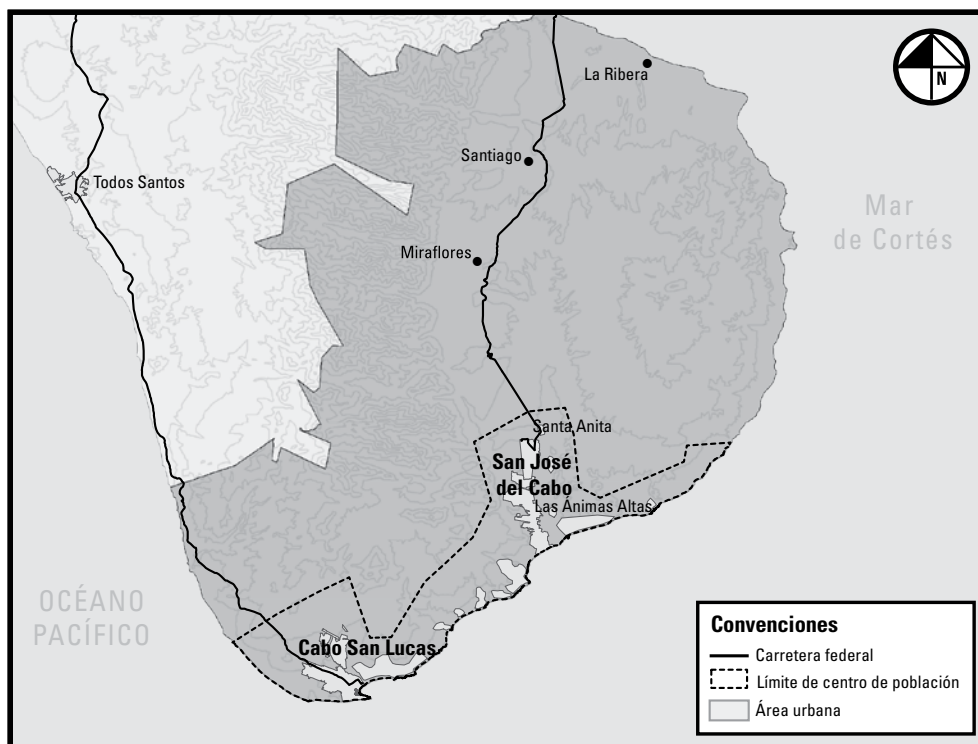 La Ribera
N
Santiago
Todos Santos
Mar
de Cortés
Miraflores
Santa Anita
San José
del Cabo
Las Ánimas Altas
OCÉANO
PACÍFICO
Cabo San Lucas
Convenciones
Carretera federal
Límite de centro de población
Área urbana